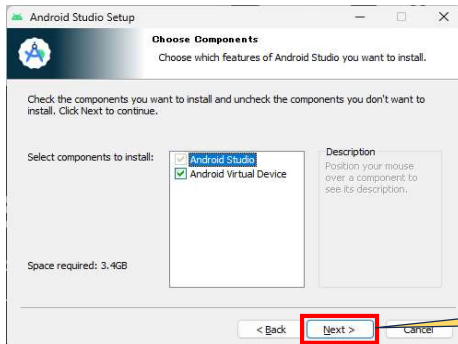 Android Studio Setup
Choose Components
Choose which features of Android Studio you want to install.
Check the components you want to install and uncheck the components you don't want to
install. Click Next to continue.
Select components to install:
Android Studio
Android Virtual Device
Description
Position your mouse
over a component to
see its description.
Space required: 3.4GB
< Back
Next >
Cancel